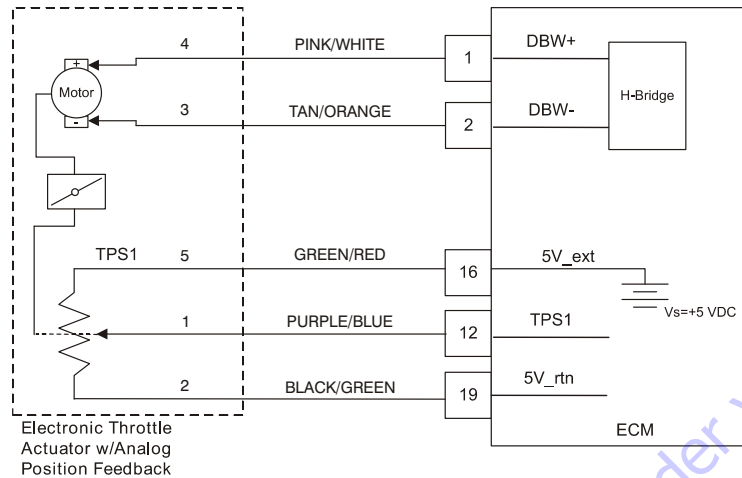 4 PINK/WHITE 1 DBW+
+
Motor
-
H-Bridge
3 TAN/ORANGE 2 DBW-
TPS1 5 GREEN/RED 16 5V_ext
Vs=+5 VDC
1 PURPLE/BLUE 12 TPS1
2 BLACK/GREEN 19 5V_rtn
ECM
Electronic Throttle
Actuator w/Analog
Position Feedback